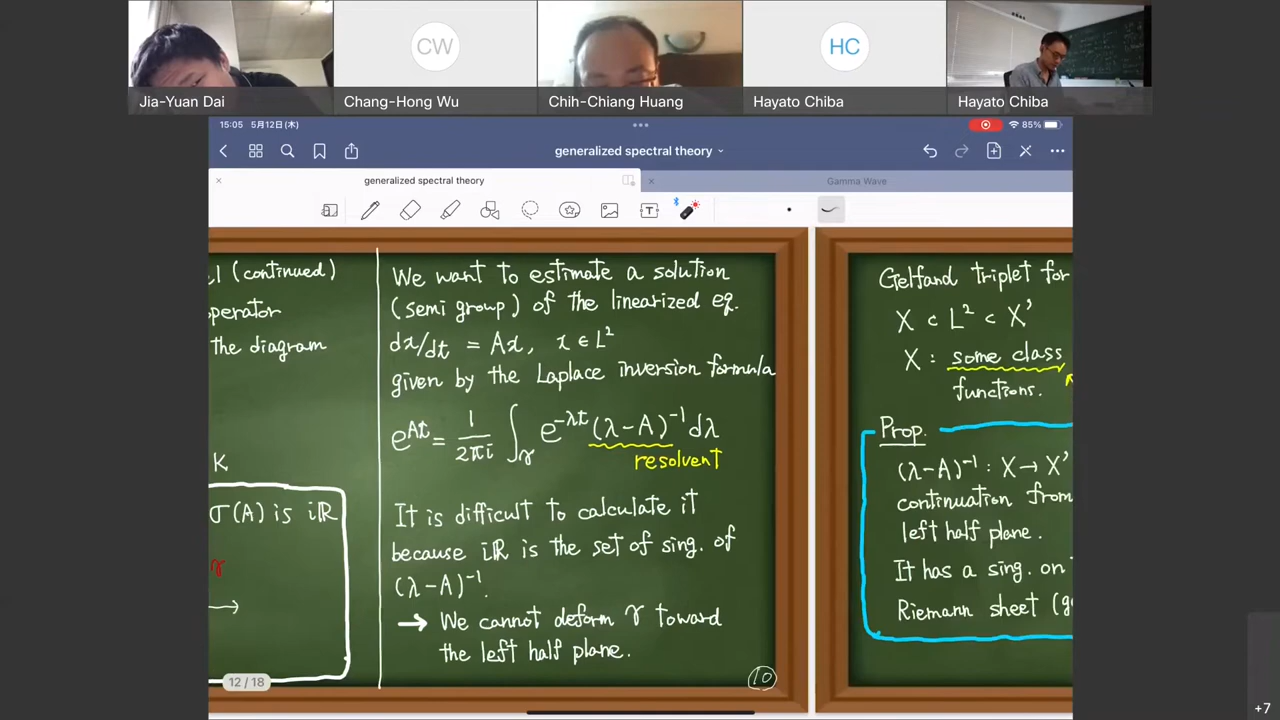 CW
HC
Jia-Yuan Dai
Chang-Hong Wu
Chih-Chiang Huang
Hayato Chiba
Hayato Chiba
15:05 5月12日(木)
85%
generalized spectral theory
generalized spectral theory
Gamma Wave
el (continued)
operator
the diagram
K
σ(A) is iℝ
γ
We want to estimate a solution
(semi group) of the linearized eq.
dx/dt = Ax, x ∈ L²
given by the Laplace inversion formula
e^{At} = 1/2πi ∫_γ e^{-λt} (λ-A)^{-1} dλ
resolvent
It is difficult to calculate it
because iℝ is the set of sing. of
(λ-A)^{-1}.
→ We cannot deform γ toward
the left half plane.
10
Gelfand triplet for
X ⊂ L² ⊂ X'
X : some class
functions.
Prop.
(λ-A)^{-1} : X → X'
continuation from
left half plane.
It has a sing. on
Riemann sheet (g
12 / 18
+7